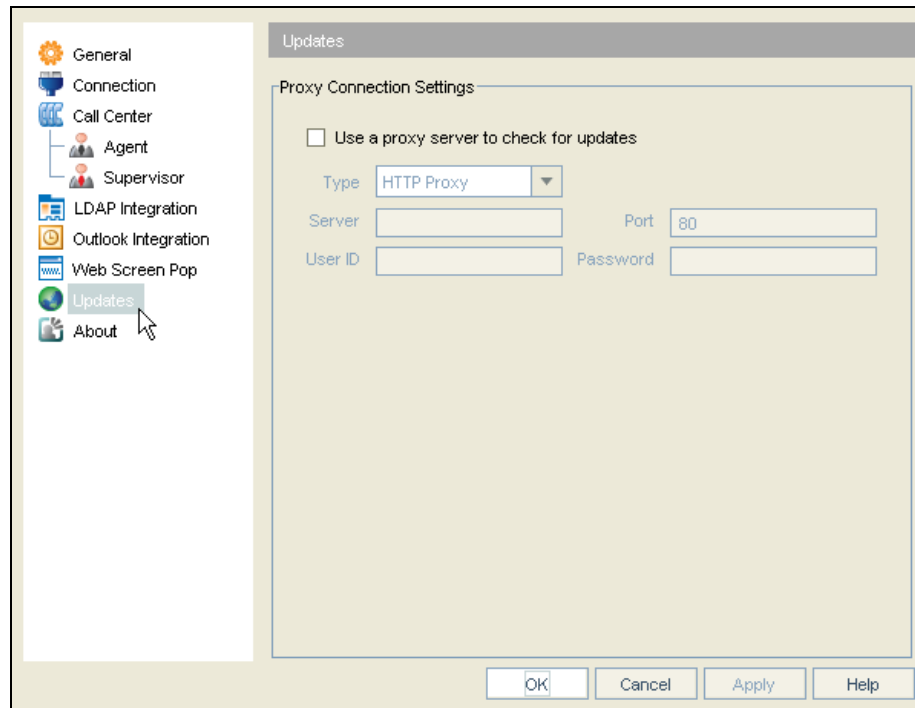 Updates
General
Connection
Call Center
Agent
Supervisor
LDAP Integration
Outlook Integration
www.
Web Screen Pop
Updates
About
Proxy Connection Settings
Use a proxy server to check for updates
Type HTTP Proxy
Server Port 80
User ID Password
OK Cancel Apply Help